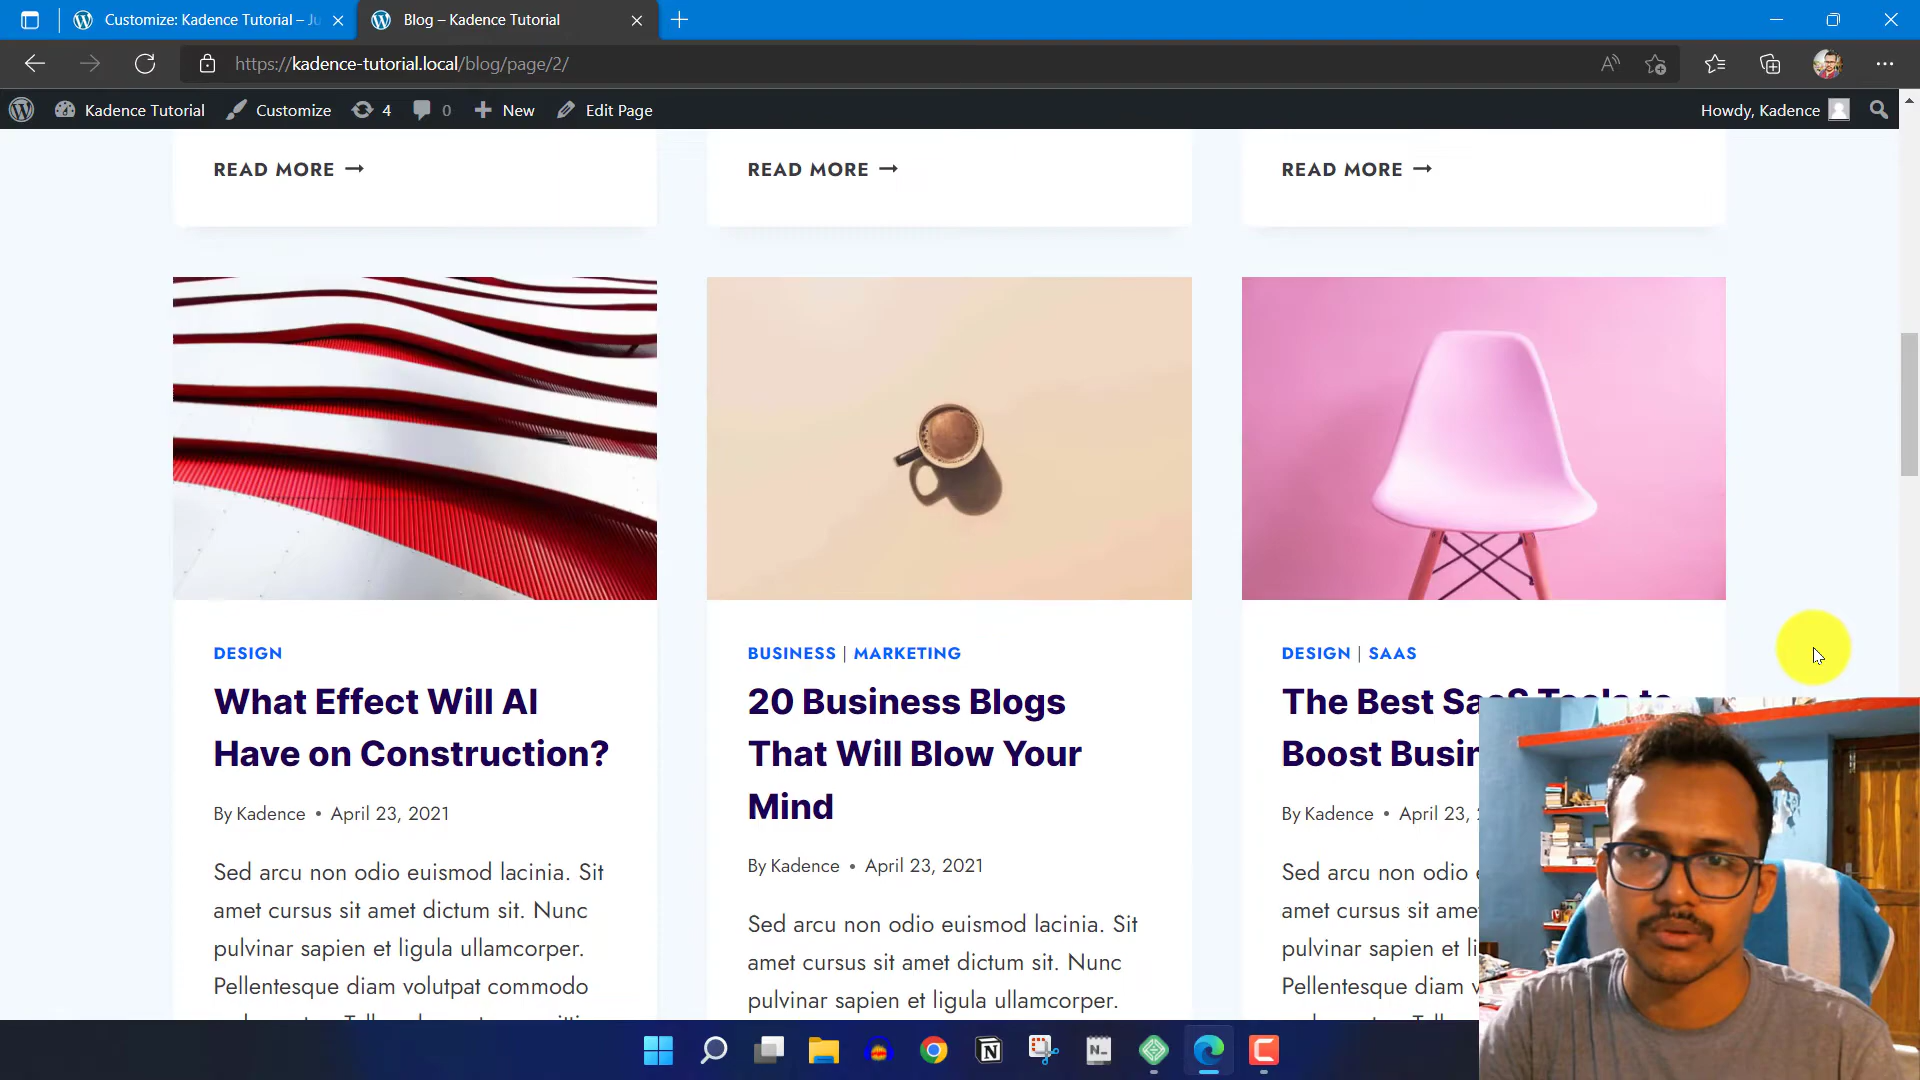 Customize: Kadence Tutorial – Ju
Blog – Kadence Tutorial
https://kadence-tutorial.local/blog/page/2/
Kadence Tutorial
Customize
4
0
New
Edit Page
Howdy, Kadence
READ MORE →
READ MORE →
READ MORE →
DESIGN
What Effect Will AI
Have on Construction?
By Kadence • April 23, 2021
Sed arcu non odio euismod lacinia. Sit
amet cursus sit amet dictum sit. Nunc
pulvinar sapien et ligula ullamcorper.
Pellentesque diam volutpat commodo
BUSINESS | MARKETING
20 Business Blogs
That Will Blow Your
Mind
By Kadence • April 23, 2021
Sed arcu non odio euismod lacinia. Sit
amet cursus sit amet dictum sit. Nunc
pulvinar sapien et ligula ullamcorper.
DESIGN | SAAS
The Best SaaS Tools to
Boost
By Kadence • April 23,
Sed arcu non odio
amet cursus sit
pulvinar sapien et
Pellentesque diam